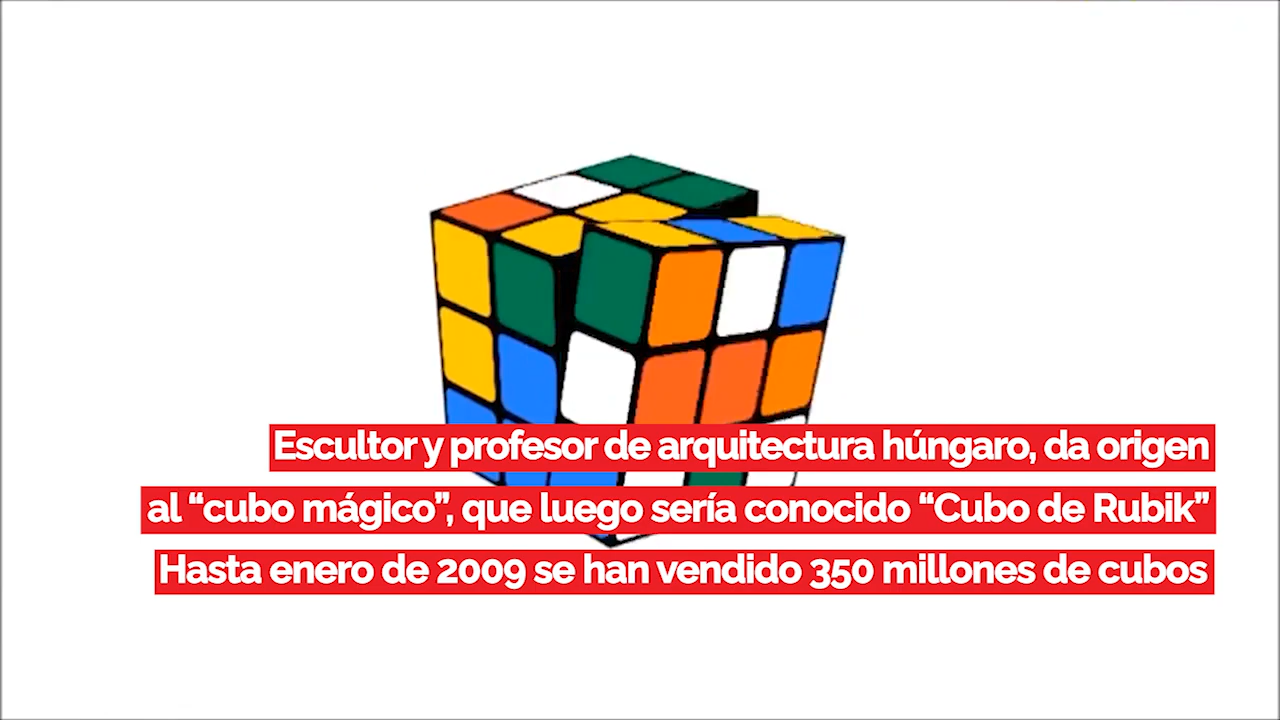 Escultor y profesor de arquitectura húngaro, da origen
al “cubo mágico”, que luego sería conocido “Cubo de Rubik”
Hasta enero de 2009 se han vendido 350 millones de cubos